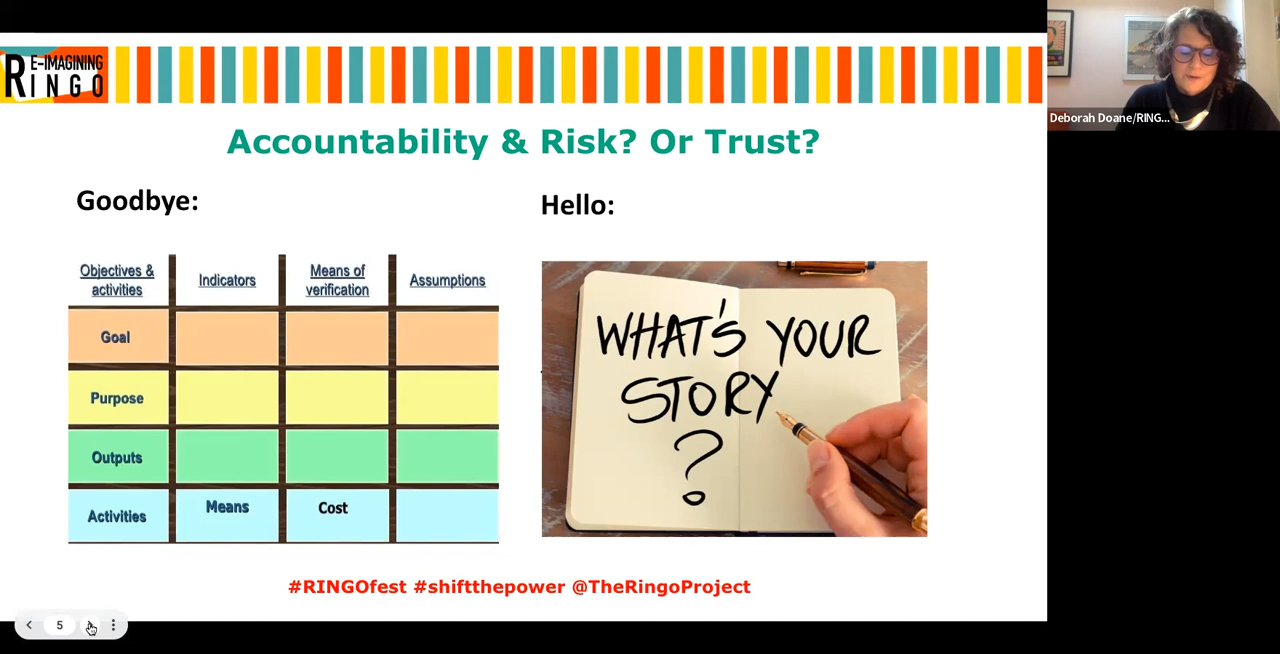 RE-IMAGINING
RINGO
Deborah Doane/RING...
Accountability & Risk? Or Trust?
Goodbye:
Hello:
Objectives &
activities
Indicators
Means of
verification
Assumptions
Goal
Purpose
Outputs
Activities
Means
Cost
WHAT'S YOUR
STORY
?
#RINGOfest #shiftthepower @TheRingoProject
5